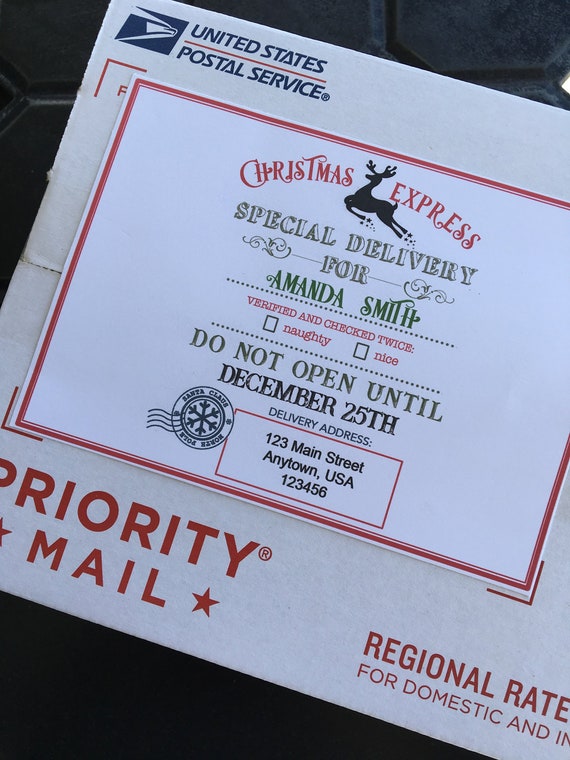 UNITED STATES
POSTAL SERVICE®
F
CHRISTMAS EXPRESS
SPECIAL DELIVERY
FOR
AMANDA SMITH
VERIFIED AND CHECKED TWICE:
naughty nice
DO NOT OPEN UNTIL
DECEMBER 25TH
DELIVERY ADDRESS:
SANTA CLAUS
NORTH POLE
123 Main Street
Anytown, USA
123456
PRIORITY®
MAIL
REGIONAL RATE
FOR DOMESTIC AND IN